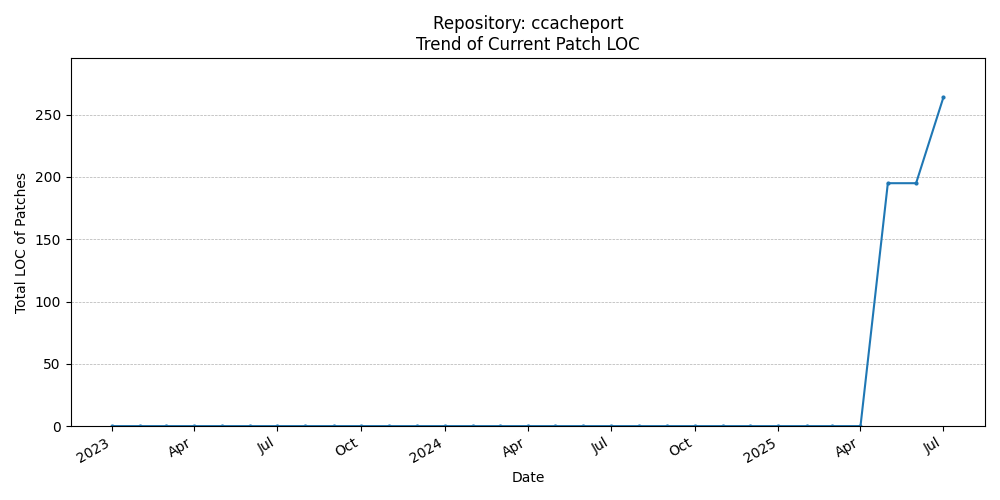 Repository: ccacheport
Trend of Current Patch LOC
Total LOC of Patches
250
200
150
100
50
0
2023
Apr
Jul
Oct
2024
Apr
Jul
Oct
2025
Apr
Jul
Date